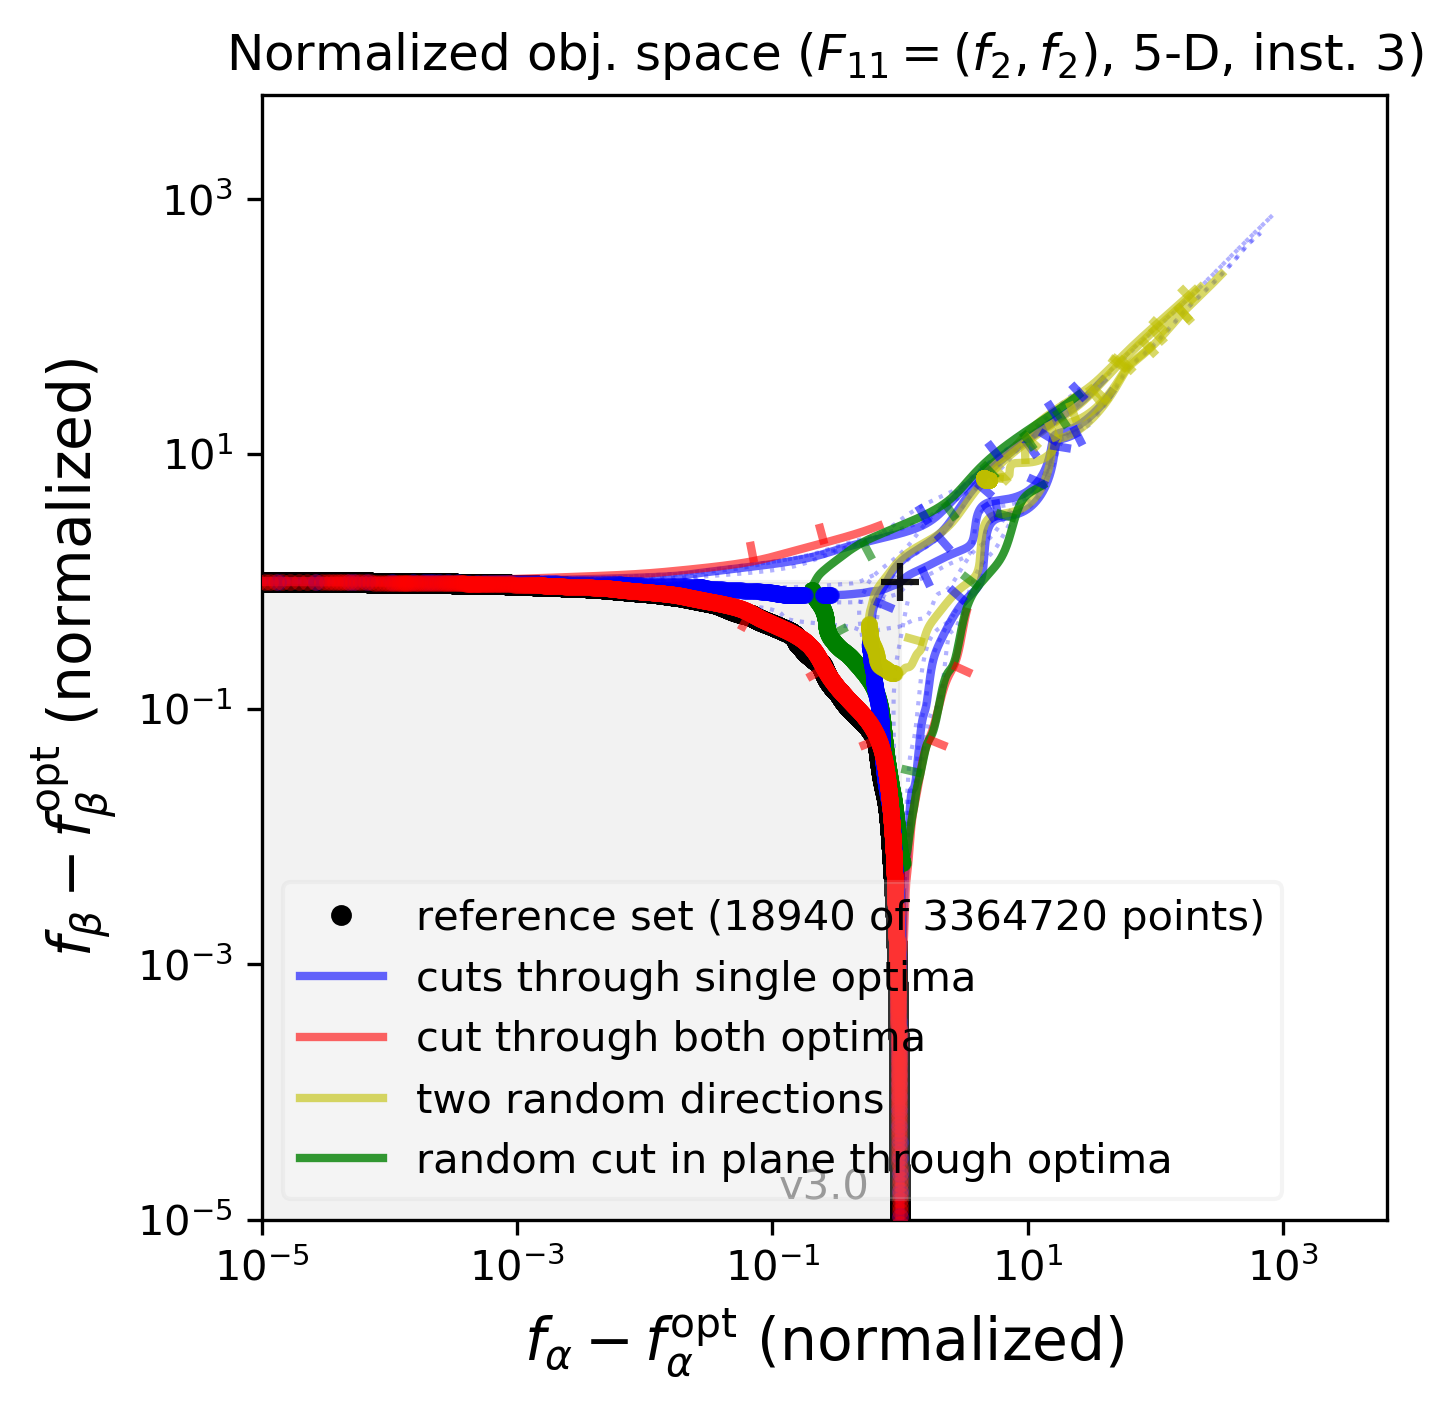 Normalized obj. space (F₁₁ = (f₂, f₂), 5-D, inst. 3)
10³
10¹
10⁻¹
10⁻³
10⁻⁵
f_β − f_β^opt (normalized)
reference set (18940 of 3364720 points)
cuts through single optima
cut through both optima
two random directions
random cut in plane through optima
v3.0
10⁻⁵ 10⁻³ 10⁻¹ 10¹ 10³
f_α − f_α^opt (normalized)